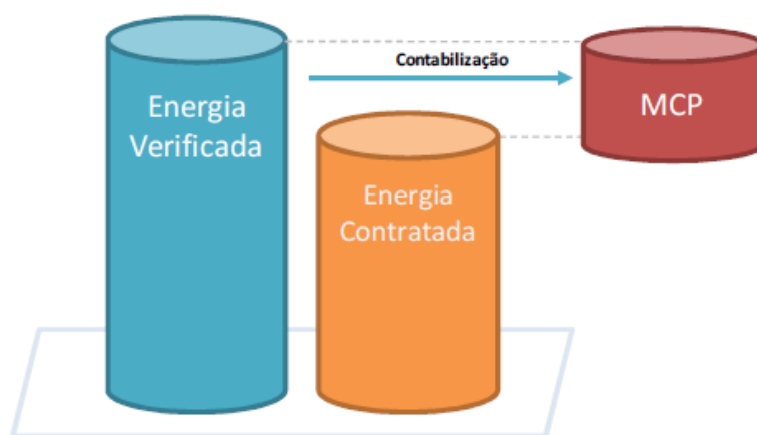 Contabilização
Energia
Verificada
MCP
Energia
Contratada